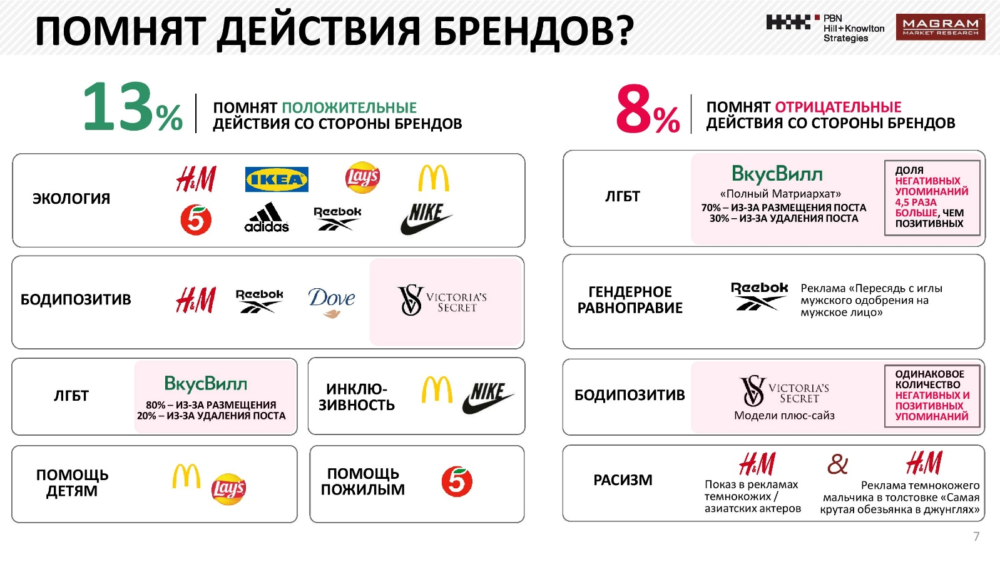 ПОМНЯТ ДЕЙСТВИЯ БРЕНДОВ?
PBN
Hill+Knowlton
Strategies
MAGRAM
MARKET RESEARCH
13%
ПОМНЯТ ПОЛОЖИТЕЛЬНЫЕ
ДЕЙСТВИЯ СО СТОРОНЫ БРЕНДОВ
ЭКОЛОГИЯ
H&M
IKEA
Lay's
5
adidas
Reebok
NIKE
БОДИПОЗИТИВ
H&M
Reebok
Dove
VS
VICTORIA'S
SECRET
ЛГБТ
ВкусВилл
80% – ИЗ-ЗА РАЗМЕЩЕНИЯ
20% – ИЗ-ЗА УДАЛЕНИЯ ПОСТА
ИНКЛЮ-
ЗИВНОСТЬ
NIKE
ПОМОЩЬ
ДЕТЯМ
Lay's
ПОМОЩЬ
ПОЖИЛЫМ
5
8%
ПОМНЯТ ОТРИЦАТЕЛЬНЫЕ
ДЕЙСТВИЯ СО СТОРОНЫ БРЕНДОВ
ЛГБТ
ВкусВилл
«Полный Матриархат»
70% – ИЗ-ЗА РАЗМЕЩЕНИЯ ПОСТА
30% – ИЗ-ЗА УДАЛЕНИЯ ПОСТА
ДОЛЯ
НЕГАТИВНЫХ
УПОМИНАНИЙ
4,5 РАЗА
БОЛЬШЕ, ЧЕМ
ПОЗИТИВНЫХ
ГЕНДЕРНОЕ
РАВНОПРАВИЕ
Reebok
Реклама «Пересядь с иглы
мужского одобрения на
мужское лицо»
БОДИПОЗИТИВ
VS
VICTORIA'S
SECRET
Модели плюс-сайз
ОДИНАКОВОЕ
КОЛИЧЕСТВО
НЕГАТИВНЫХ И
ПОЗИТИВНЫХ
УПОМИНАНИЙ
РАСИЗМ
H&M
Показ в рекламах
темнокожих /
азиатских актеров
&
H&M
Реклама темнокожего
мальчика в толстовке «Самая
крутая обезьянка в джунглях»
7